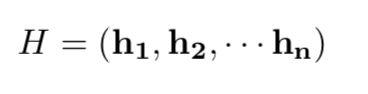 H = (h₁, h₂, ⋯ hₙ)